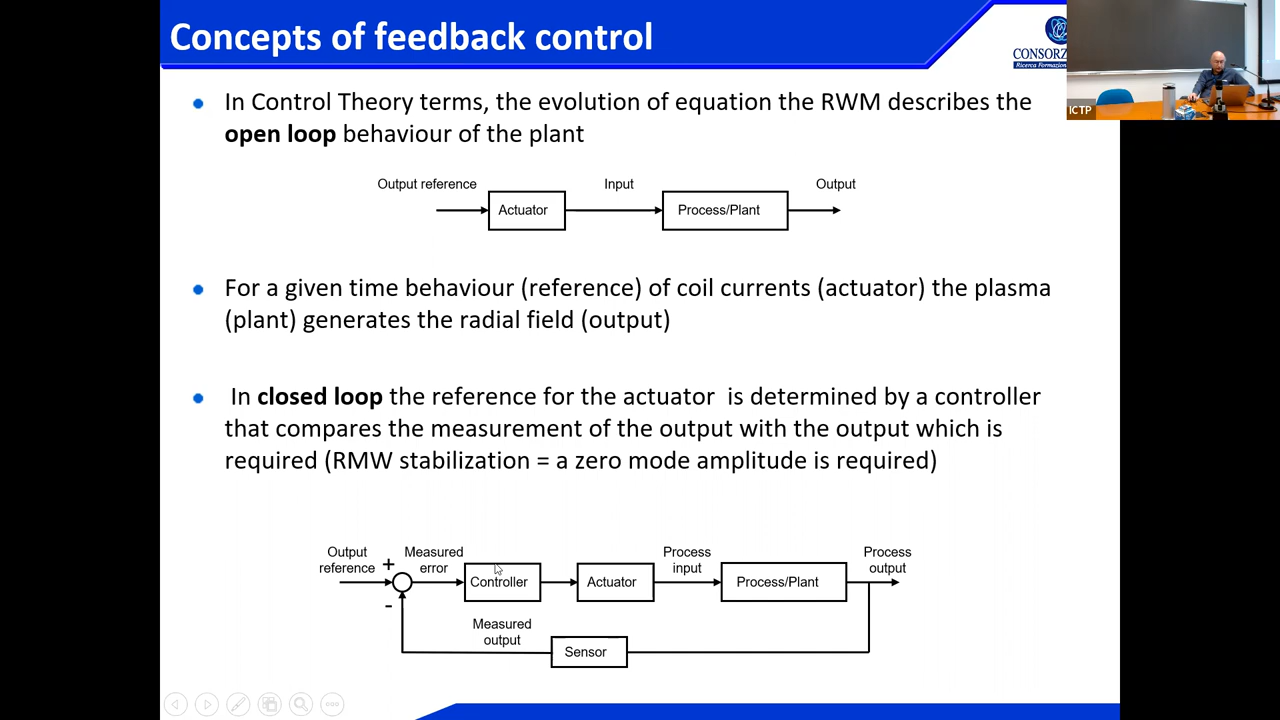 Concepts of feedback control
CONSORZ
Ricerca Formazion
ICTP
In Control Theory terms, the evolution of equation the RWM describes the
open loop behaviour of the plant
Output reference
Input
Output
Actuator
Process/Plant
For a given time behaviour (reference) of coil currents (actuator) the plasma
(plant) generates the radial field (output)
In closed loop the reference for the actuator is determined by a controller
that compares the measurement of the output with the output which is
required (RMW stabilization = a zero mode amplitude is required)
Output
reference
+
-
Measured
error
Controller
Actuator
Process
input
Process/Plant
Process
output
Measured
output
Sensor